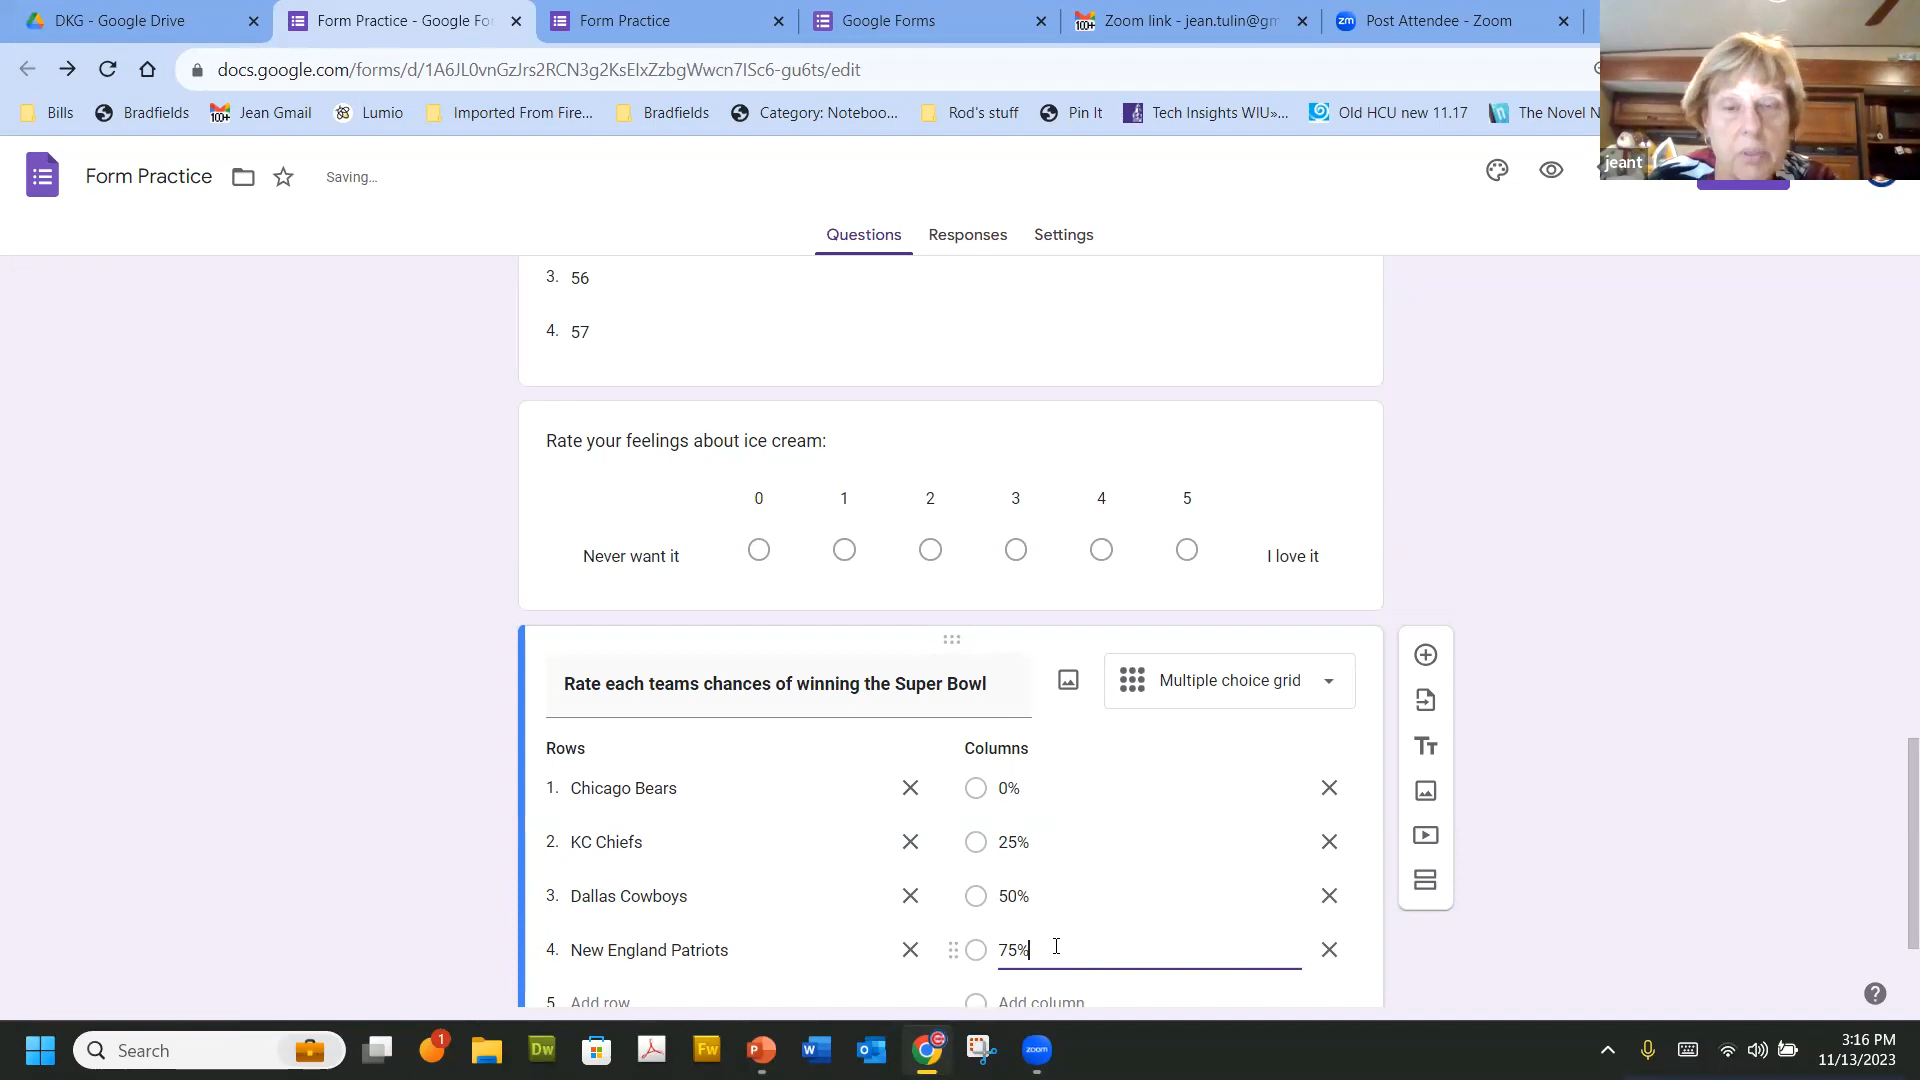 DKG - Google Drive
Form Practice - Google Fo
Form Practice
Google Forms
Zoom link - jean.tulin@gm
Post Attendee - Zoom
docs.google.com/forms/d/1A6JL0vnGzJrs2RCN3g2KsEIxZzbgWwcn7ISc6-gu6ts/edit
Bills
Bradfields
Jean Gmail
Lumio
Imported From Fire...
Bradfields
Category: Noteboo...
Rod's stuff
Pin It
Tech Insights WIU»...
Old HCU new 11.17
The Novel N
jeant
Form Practice
Saving...
Questions
Responses
Settings
3. 56
4. 57
Rate your feelings about ice cream:
0 1 2 3 4 5
Never want it
I love it
Rate each teams chances of winning the Super Bowl
Multiple choice grid
Rows
Columns
1. Chicago Bears
0%
2. KC Chiefs
25%
3. Dallas Cowboys
50%
4. New England Patriots
75%
5. Add row
Add column
Search
3:16 PM
11/13/2023